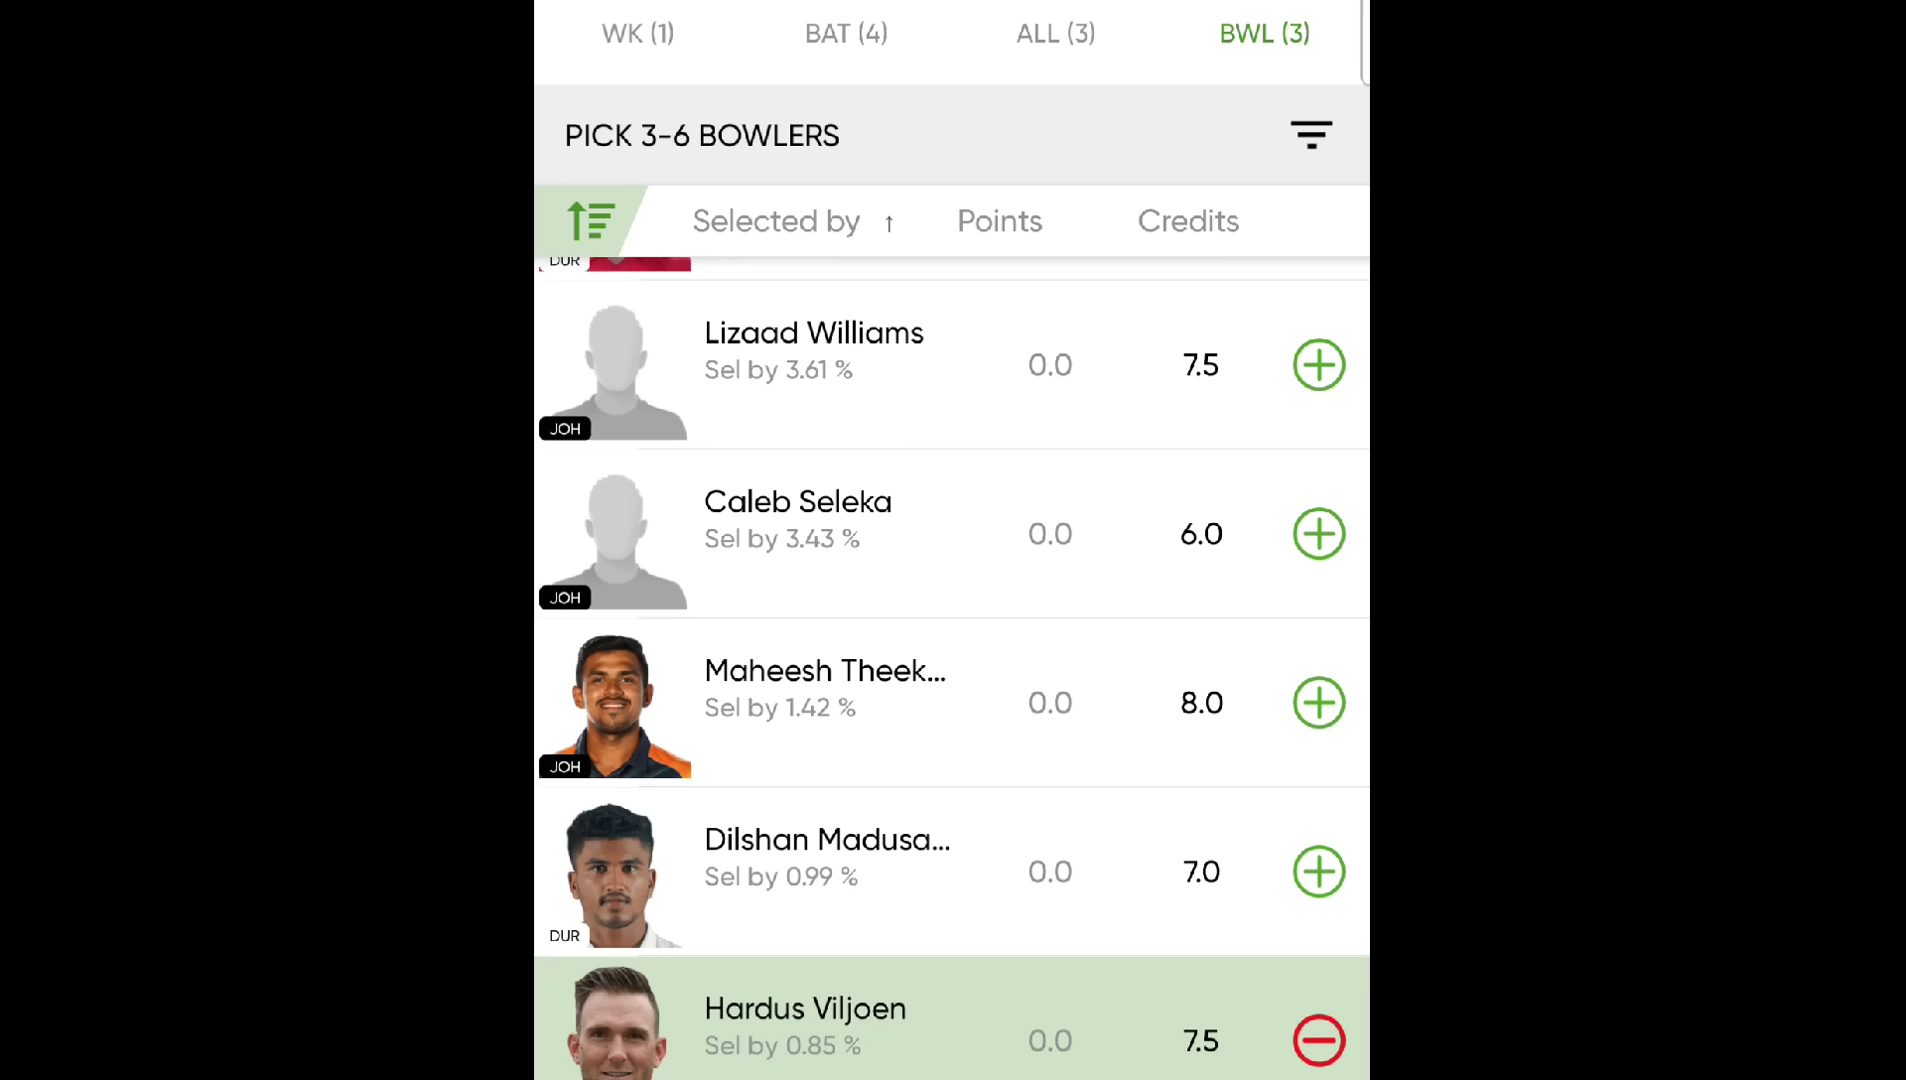 WK (1) BAT (4) ALL (3) BWL (3)
PICK 3-6 BOWLERS
Selected by ↑ Points Credits
DUR
Lizaad Williams
Sel by 3.61 % 0.0 7.5
JOH
Caleb Seleka
Sel by 3.43 % 0.0 6.0
JOH
Maheesh Theek...
Sel by 1.42 % 0.0 8.0
JOH
Dilshan Madusa...
Sel by 0.99 % 0.0 7.0
DUR
Hardus Viljoen
Sel by 0.85 % 0.0 7.5